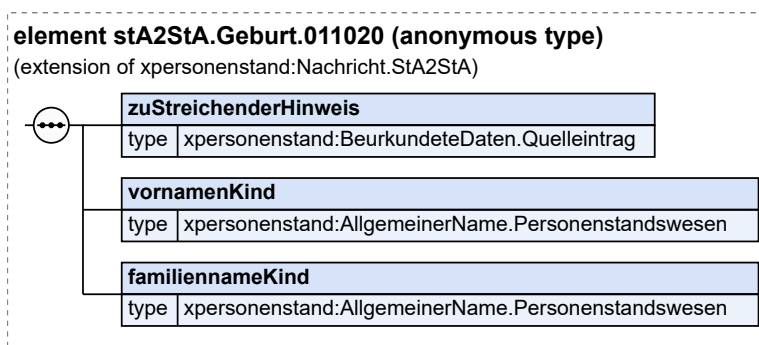 element stA2StA.Geburt.011020 (anonymous type)
(extension of xpersonenstand:Nachricht.StA2StA)
zuStreichenderHinweis
type xpersonenstand:BeurkundeteDaten.Quelleintrag
vornamenKind
type xpersonenstand:AllgemeinerName.Personenstandswesen
familiennameKind
type xpersonenstand:AllgemeinerName.Personenstandswesen